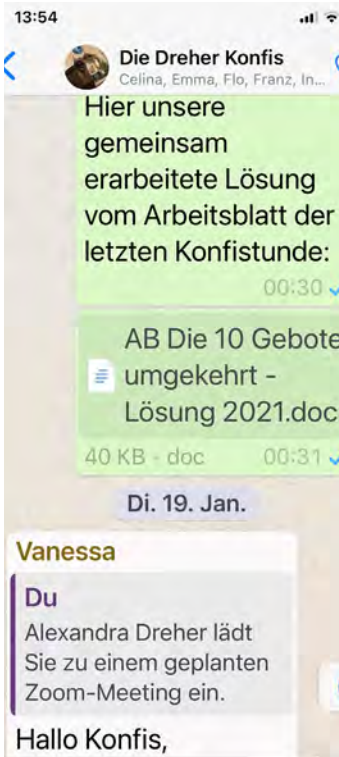 13:54
Die Dreher Konfis
Celina, Emma, Flo, Franz, In...
Hier unsere
gemeinsam
erarbeitete Lösung
vom Arbeitsblatt der
letzten Konfistunde:
00:30
AB Die 10 Gebote
umgekehrt -
Lösung 2021.doc
40 KB - doc 00:31
Di. 19. Jan.
Vanessa
Du
Alexandra Dreher lädt
Sie zu einem geplanten
Zoom-Meeting ein.
Hallo Konfis,